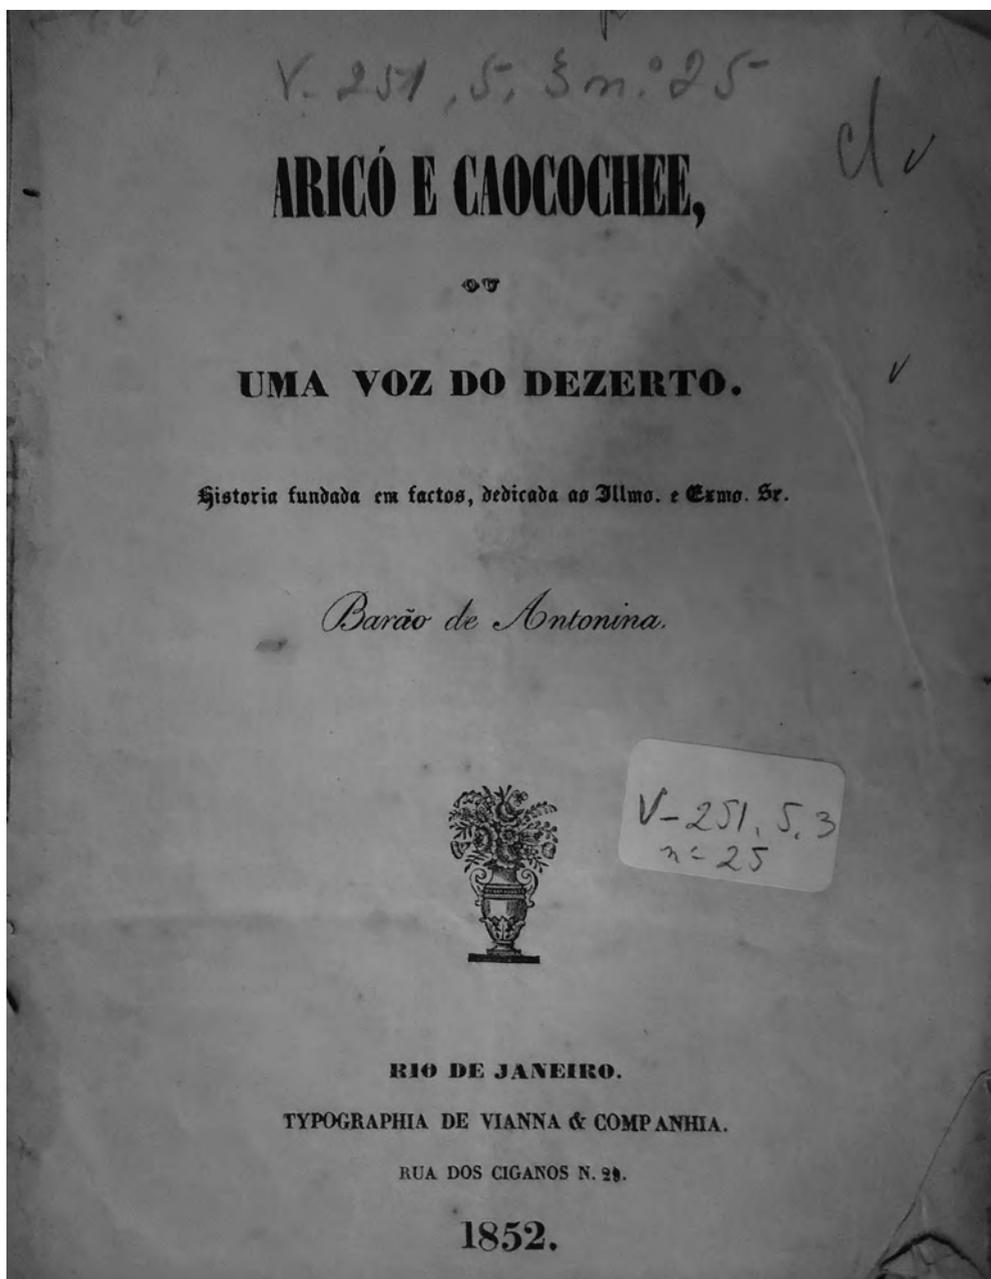 V-251,5,3 n.º 25
ARICÓ E CAOCOCHEE,
OU
UMA VOZ DO DEZERTO.
Historia fundada em factos, dedicada ao Illmo. e Exmo. Sr.
Barão de Antonina.
V-251, 5, 3
nº 25
RIO DE JANEIRO.
TYPOGRAPHIA DE VIANNA & COMPANHIA.
RUA DOS CIGANOS N.
1852.